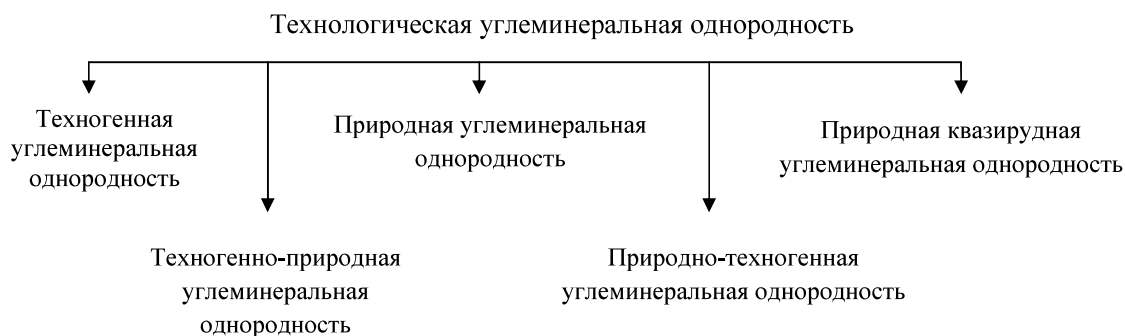 Технологическая углеминеральная однородность
Техногенная
углеминеральная
однородность
Природная углеминеральная
однородность
Природная квазирудная
углеминеральная однородность
Техногенно-природная
углеминеральная
однородность
Природно-техногенная
углеминеральная однородность